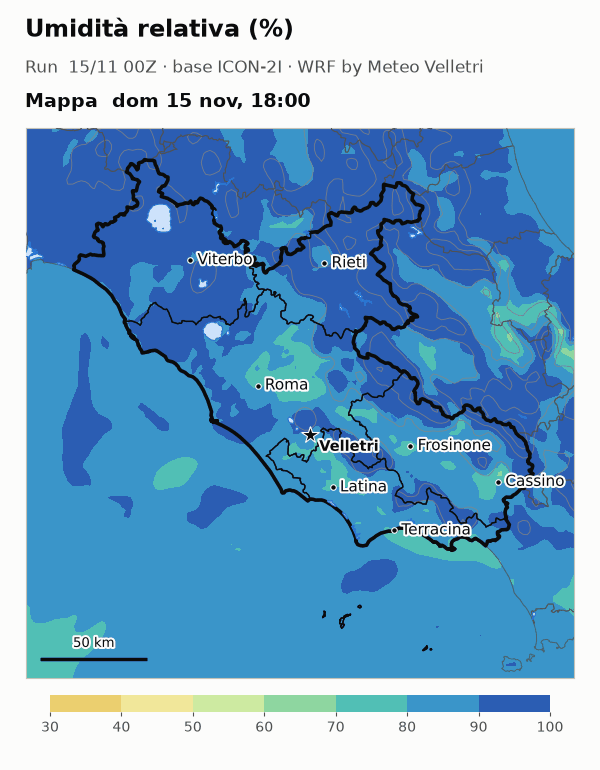 Umidità relativa (%)
Run  15/11 00Z · base ICON-2I · WRF by Meteo Velletri
Mappa  dom 15 nov, 18:00
Viterbo
Rieti
Roma
Velletri
Frosinone
Cassino
Latina
Terracina
50 km
30 40 50 60 70 80 90 100